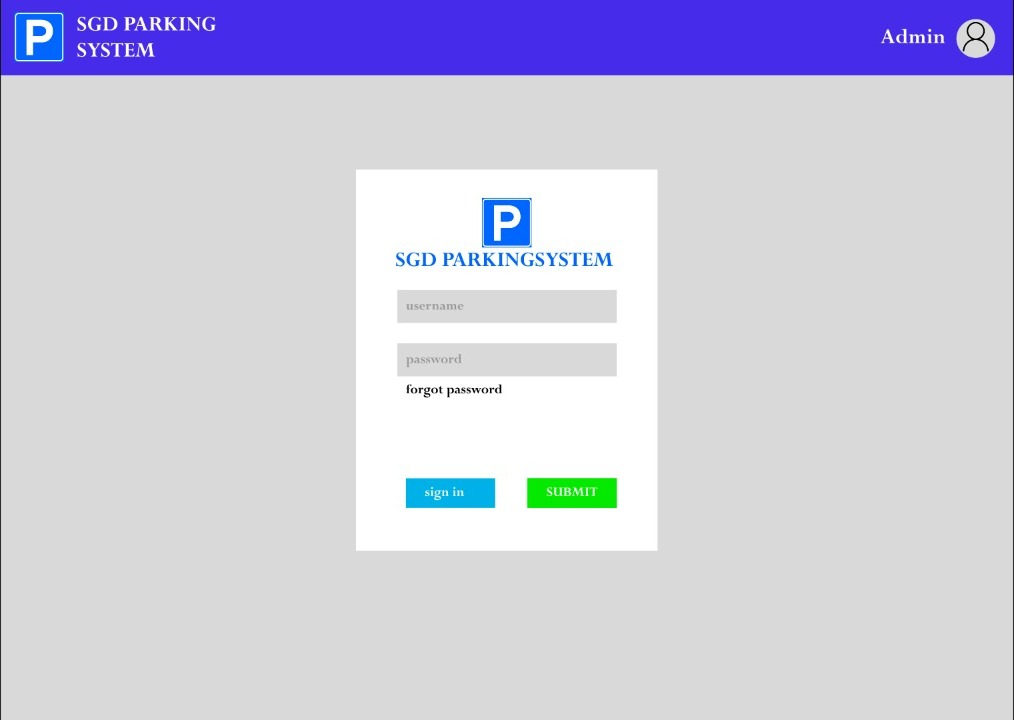 P
SGD PARKING
SYSTEM
Admin
P
SGD PARKINGSYSTEM
username
password
forgot password
sign in
SUBMIT